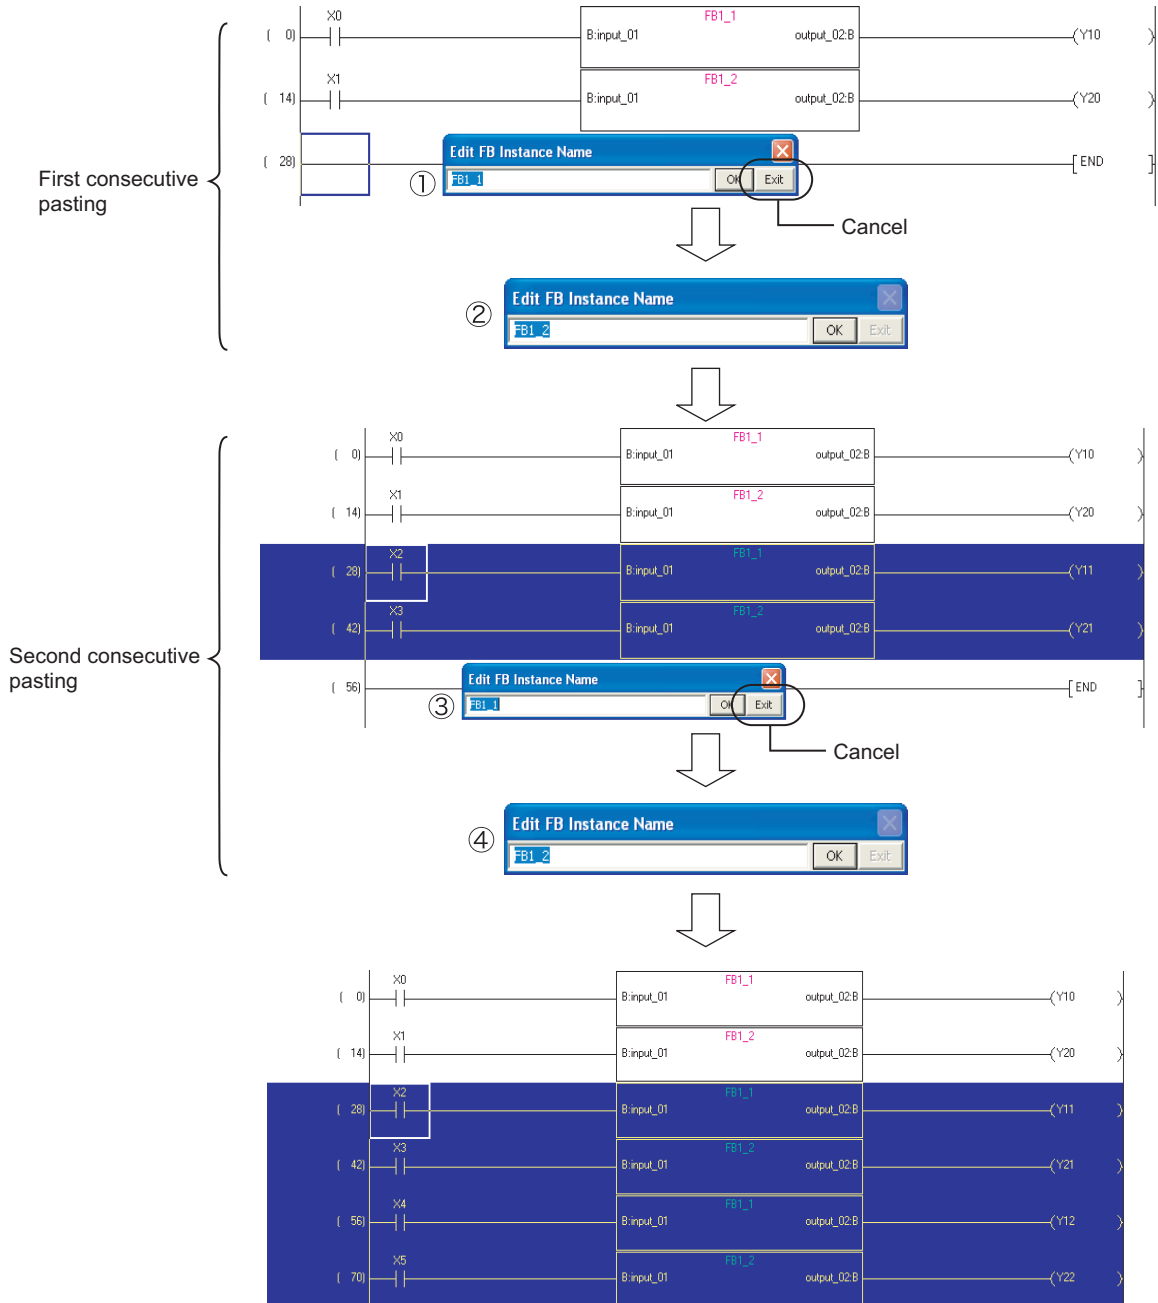 X0
FB1_1
( 0) B:input_01 output_02:B (Y10 )
X1
FB1_2
( 14) B:input_01 output_02:B (Y20 )
( 28) [ END ]
Edit FB Instance Name
① FB1_1 OK Exit
First consecutive
pasting
Cancel
Edit FB Instance Name
② FB1_2 OK Exit
X0
FB1_1
( 0) B:input_01 output_02:B (Y10 )
X1
FB1_2
( 14) B:input_01 output_02:B (Y20 )
X2
FB1_1
( 28) B:input_01 output_02:B (Y11 )
X3
FB1_2
( 42) B:input_01 output_02:B (Y21 )
Second consecutive
pasting
( 56) [ END ]
Edit FB Instance Name
③ FB1_1 OK Exit
Cancel
Edit FB Instance Name
④ FB1_2 OK Exit
X0
FB1_1
( 0) B:input_01 output_02:B (Y10 )
X1
FB1_2
( 14) B:input_01 output_02:B (Y20 )
X2
FB1_1
( 28) B:input_01 output_02:B (Y11 )
X3
FB1_2
( 42) B:input_01 output_02:B (Y21 )
X4
FB1_1
( 56) B:input_01 output_02:B (Y12 )
X5
FB1_2
( 70) B:input_01 output_02:B (Y22 )